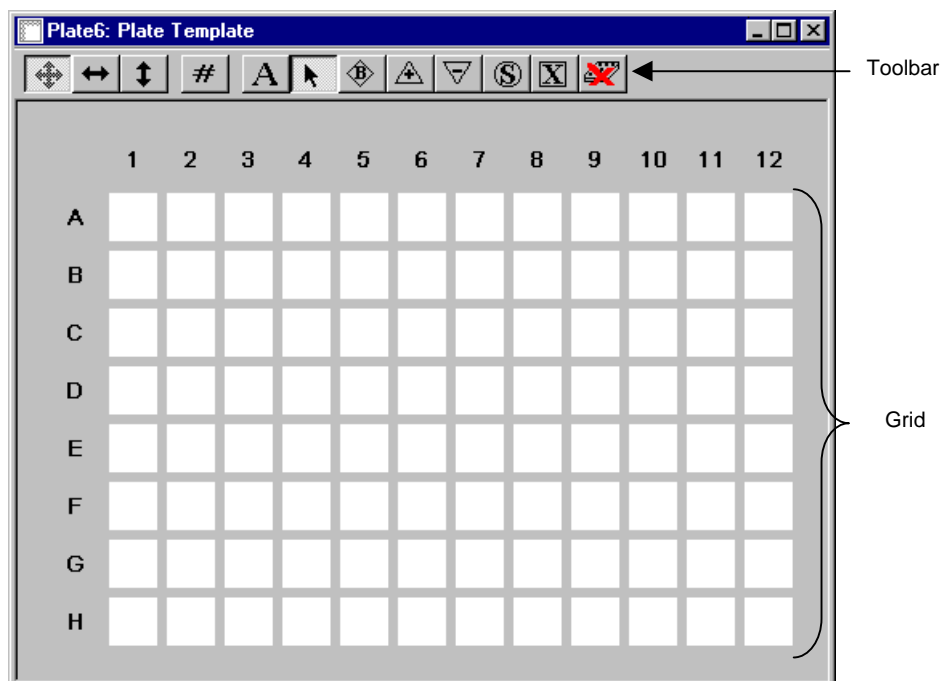 Plate6: Plate Template
# A B + − S X
Toolbar
1 2 3 4 5 6 7 8 9 10 11 12
A
B
C
D
E
Grid
F
G
H